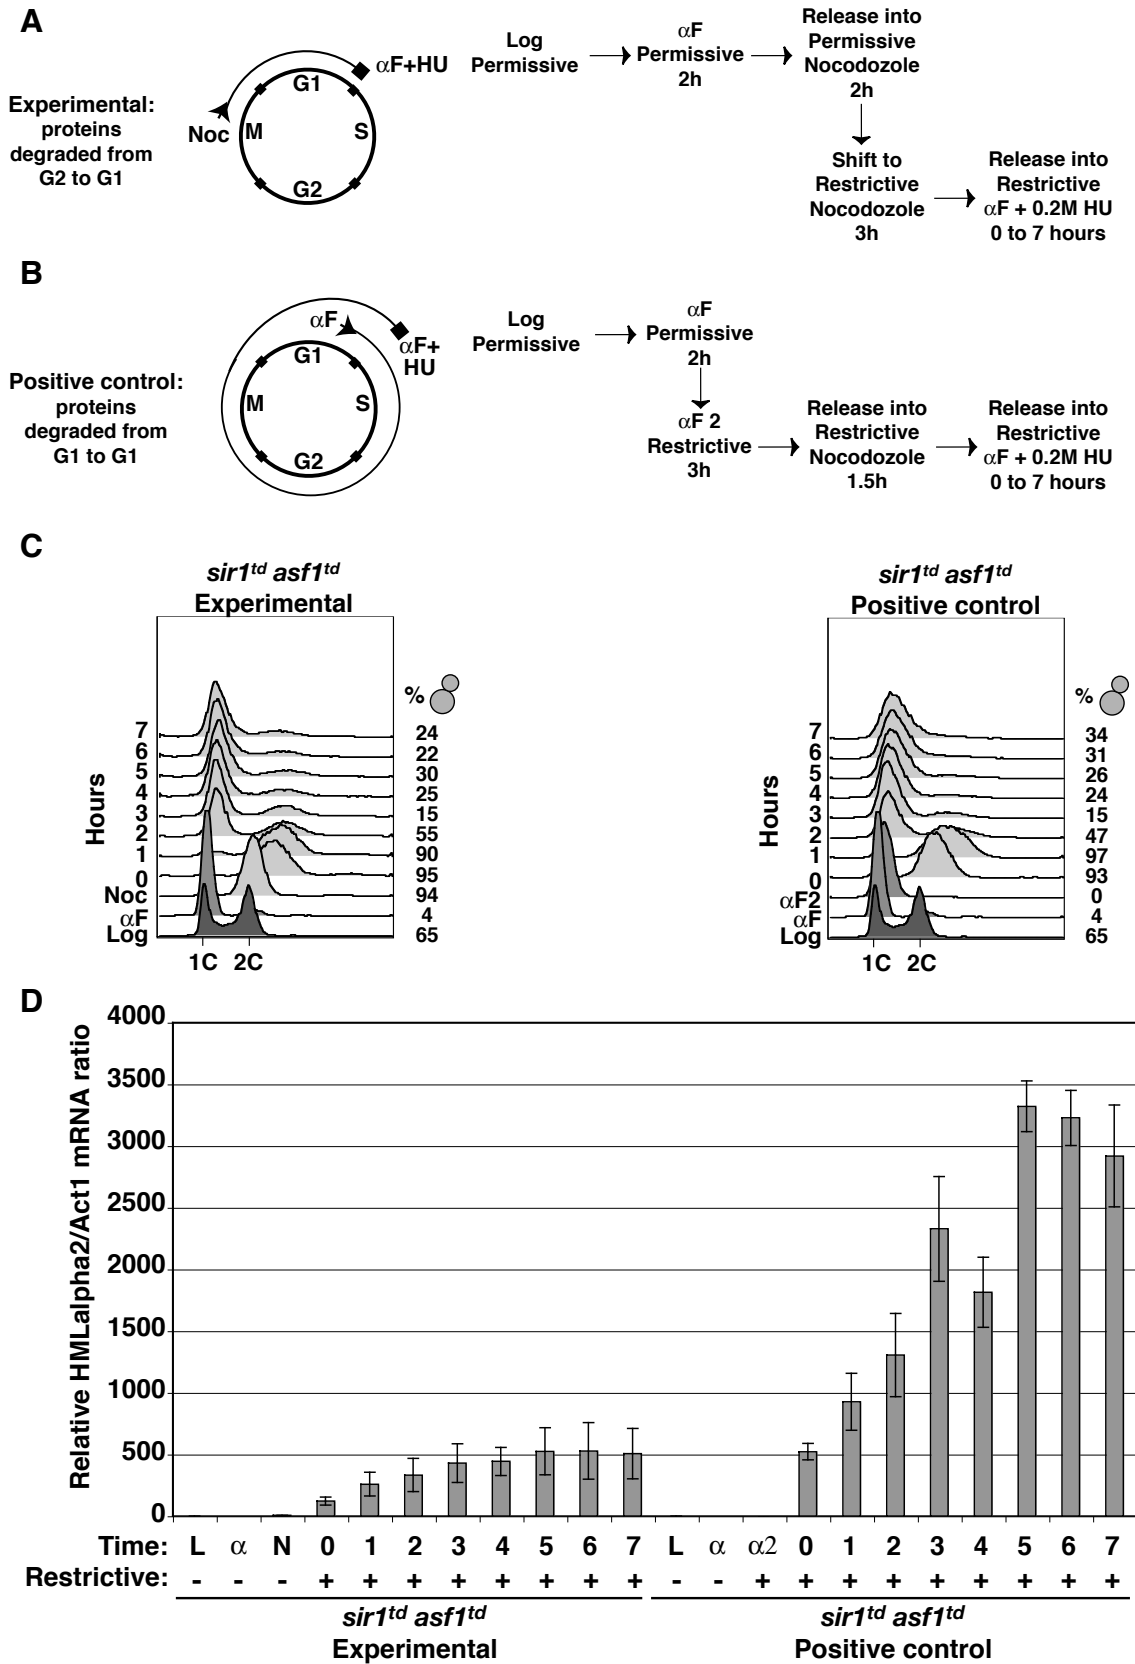 A
Experimental:
proteins
degraded from
G2 to G1
αF+HU
G1
Noc
M
S
G2
Log
Permissive
αF
Permissive
2h
Release into
Permissive
Nocodozole
2h
Shift to
Restrictive
Nocodozole
3h
Release into
Restrictive
αF + 0.2M HU
0 to 7 hours
B
Positive control:
proteins
degraded from
G1 to G1
αF
αF+
HU
G1
M
S
G2
Log
Permissive
αF
Permissive
2h
αF 2
Restrictive
3h
Release into
Restrictive
Nocodozole
1.5h
Release into
Restrictive
αF + 0.2M HU
0 to 7 hours
C
sir1td asf1td
Experimental
%
Hours
7 24
6 22
5 30
4 25
3 15
2 55
1 90
0 95
Noc 94
αF 4
Log 65
1C 2C
sir1td asf1td
Positive control
%
Hours
7 34
6 31
5 26
4 24
3 15
2 47
1 97
0 93
αF2 0
αF 4
Log 65
1C 2C
D
Relative HMLalpha2/Act1 mRNA ratio
4000
3500
3000
2500
2000
1500
1000
500
0
Time: L α N 0 1 2 3 4 5 6 7 L α α2 0 1 2 3 4 5 6 7
Restrictive: - - - + + + + + + + + - - + + + + + + + + +
sir1td asf1td
Experimental
sir1td asf1td
Positive control